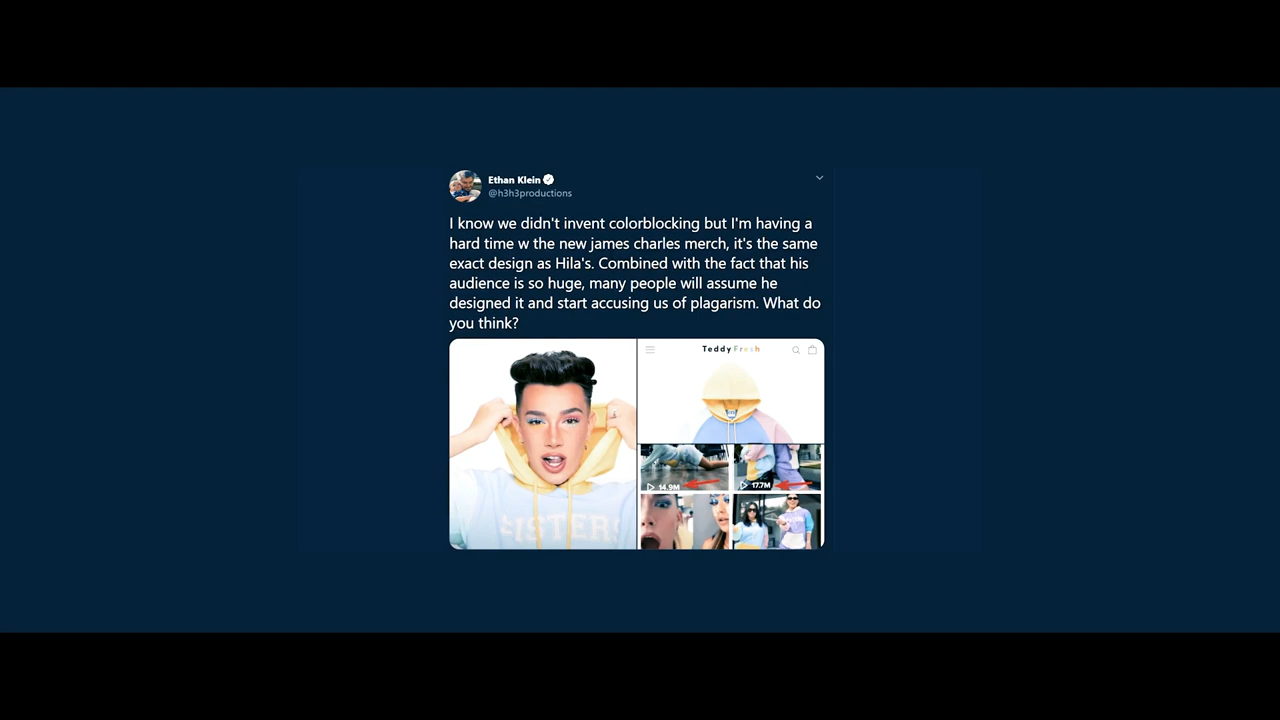 Ethan Klein
@h3h3productions
I know we didn't invent colorblocking but I'm having a
hard time w the new james charles merch, it's the same
exact design as Hila's. Combined with the fact that his
audience is so huge, many people will assume he
designed it and start accusing us of plagarism. What do
you think?
Teddy Fresh
SISTERS
14.9M
17.7M